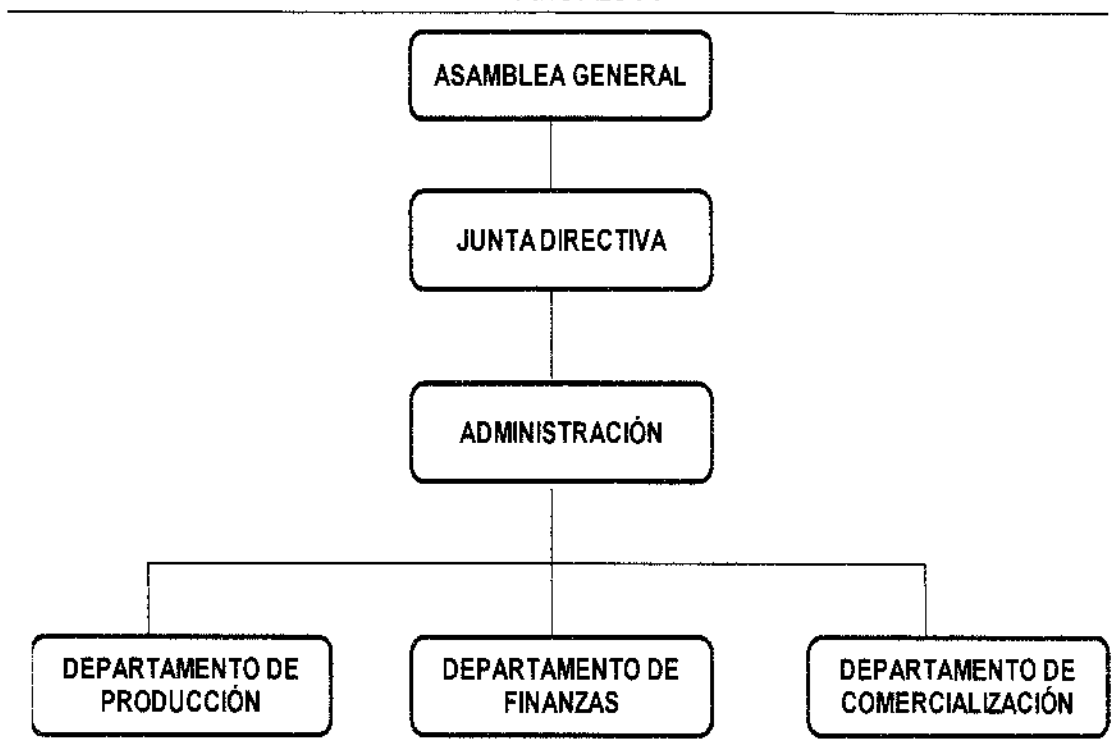 ASAMBLEA GENERAL
JUNTA DIRECTIVA
ADMINISTRACIÓN
DEPARTAMENTO DE
PRODUCCIÓN
DEPARTAMENTO DE
FINANZAS
DEPARTAMENTO DE
COMERCIALIZACIÓN